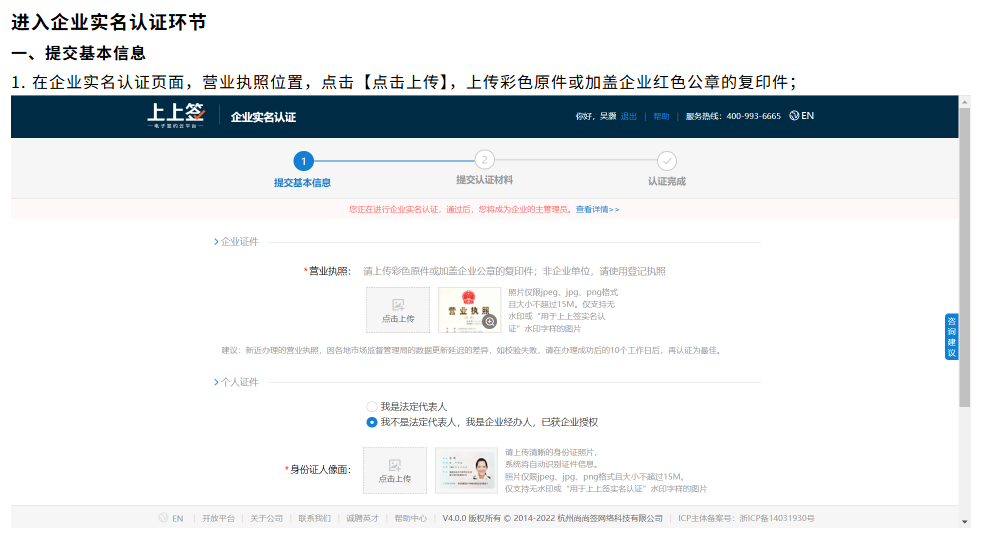 进入企业实名认证环节
一、提交基本信息
1. 在企业实名认证页面，营业执照位置，点击【点击上传】，上传彩色原件或加盖企业红色公章的复印件；
上上签 企业实名认证 你好，吴灏 退出 | 帮助 | 服务热线：400-993-6665 EN
电子签约云平台
1 2
提交基本信息 提交认证材料 认证完成
您正在进行企业实名认证，通过后，您将成为企业的主管理员。查看详情>>
企业证件
*营业执照： 请上传彩色原件或加盖企业公章的复印件；非企业单位，请使用登记执照
点击上传
营业执照
照片仅限jpeg、jpg、png格式
且大小不超过15M。仅支持无
水印或“用于上上签实名认
证”水印字样的图片
咨询建议
建议：新近办理的营业执照，因各地市场监督管理局的数据更新延迟的差异，如校验失败，请在办理成功后的10个工作日后，再认证为最佳。
个人证件
我是法定代表人
我不是法定代表人，我是企业经办人，已获企业授权
*身份证人像面：
点击上传
请上传清晰的身份证照片，
系统将自动识别证件信息。
照片仅限jpeg、jpg、png格式且大小不超过15M。
仅支持无水印或“用于上上签实名认证”水印字样的图片
EN | 开放平台 | 关于公司 | 联系我们 | 诚聘英才 | 帮助中心 | V4.0.0 版权所有 © 2014-2022 杭州尚尚签网络科技有限公司 | ICP主体备案号：浙ICP备14031930号